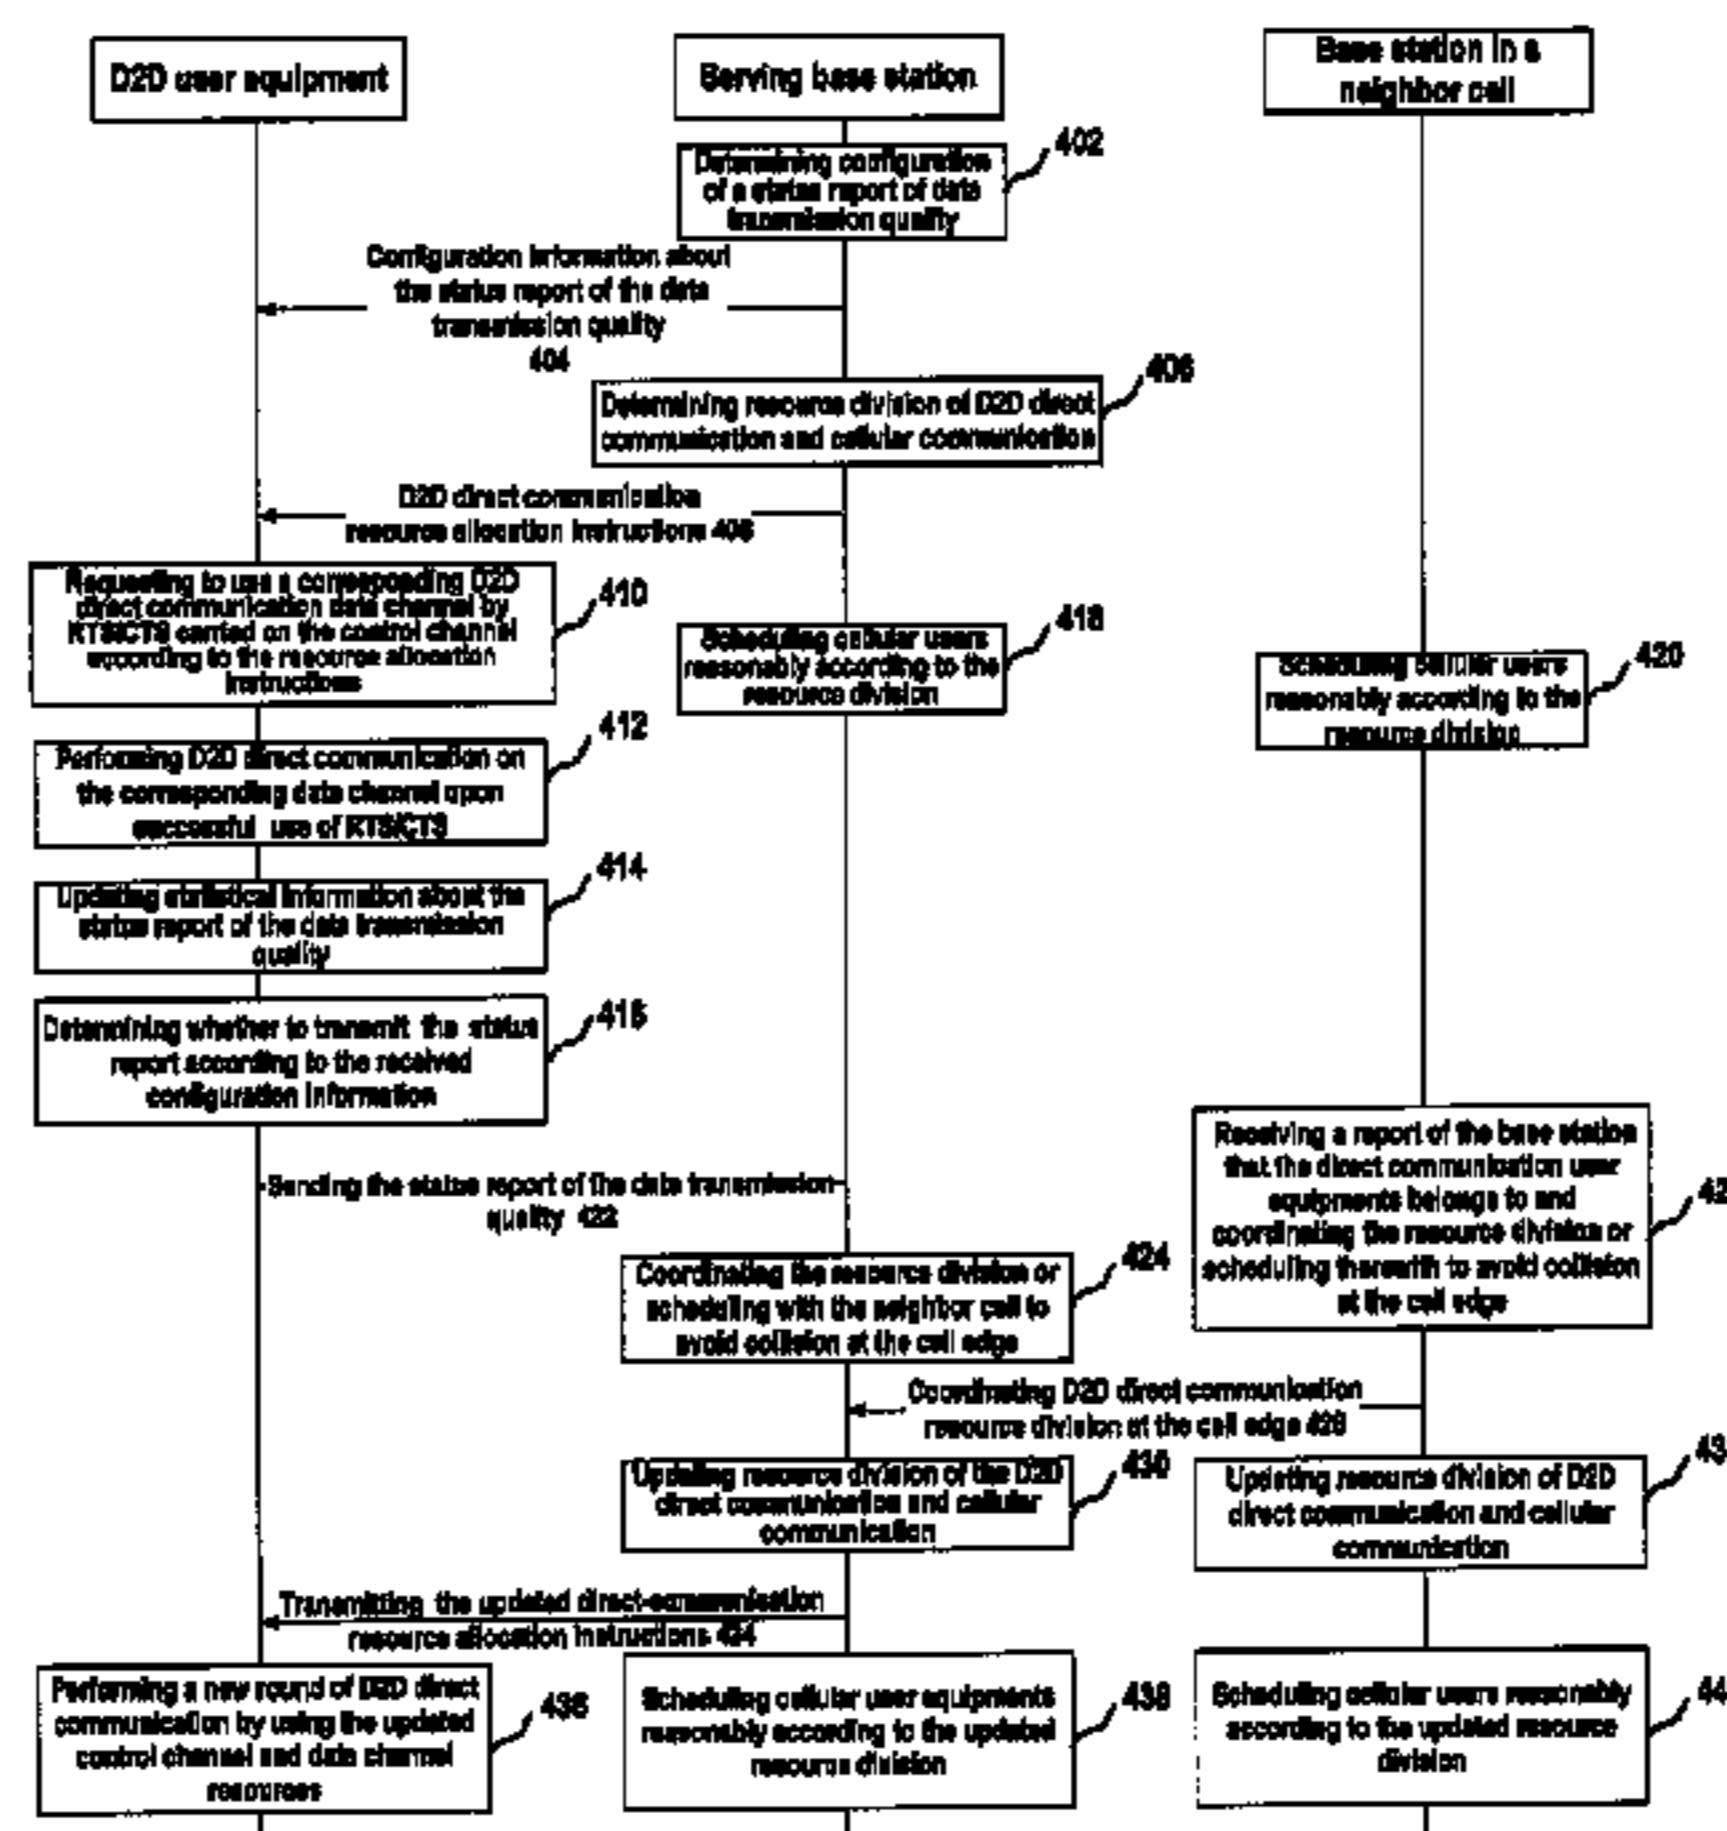 D2D user equipment
Serving base station
Base station in a
neighbor cell
402
Determining configuration
of a status report of data
transmission quality
Configuration information about
the status report of the data
transmission quality
404
406
Determining resource division of D2D direct
communication and cellular communication
D2D direct communication
resource allocation instructions 408
410
Requesting to use a corresponding D2D
direct communication data channel by
RTS/CTS carried on the control channel
according to the resource allocation
instructions
418
Scheduling cellular users
reasonably according to the
resource division
420
Scheduling cellular users
reasonably according to the
resource division
412
Performing D2D direct communication on
the corresponding data channel upon
successful use of RTS/CTS
414
Updating statistical information about the
status report of the data transmission
quality
416
Determining whether to transmit the status
report according to the received
configuration information
Sending the status report of the data transmission
quality 422
Receiving a report of the base station
that the direct communication user
equipments belongs to and
coordinating the resource division or
scheduling therewith to avoid collision
at the cell edge
42
424
Coordinating the resource division or
scheduling with the neighbor cell to
avoid collision at the cell edge
Coordinating D2D direct communication
resource division at the cell edge 428
430
Updating resource division of the D2D
direct communication and cellular
communication
43
Updating resource division of D2D
direct communication and cellular
communication
Transmitting the updated direct communication
resource allocation instructions 434
436
Performing a new round of D2D direct
communication by using the updated
control channel and data channel
resources
438
Scheduling cellular user equipments
reasonably according to the updated
resource division
44
Scheduling cellular users reasonably
according to the updated resource
division